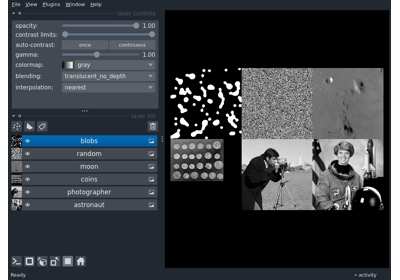 File View Plugins Window Help
layer controls
opacity: 1.00
contrast limits:
auto-contrast: once continuous
gamma: 1.00
colormap: gray
blending: translucent_no_depth
interpolation: nearest
layer list
blobs
random
moon
coins
photographer
astronaut
Ready activity